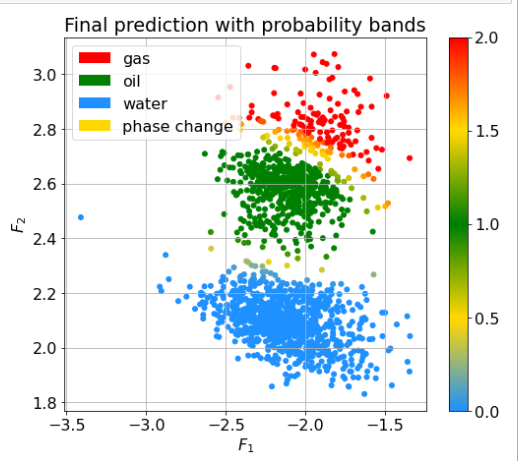 Final prediction with probability bands
gas
oil
water
phase change
F2
3.0
2.8
2.6
2.4
2.2
2.0
1.8
−3.5 −3.0 −2.5 −2.0 −1.5
F1
2.0
1.5
1.0
0.5
0.0